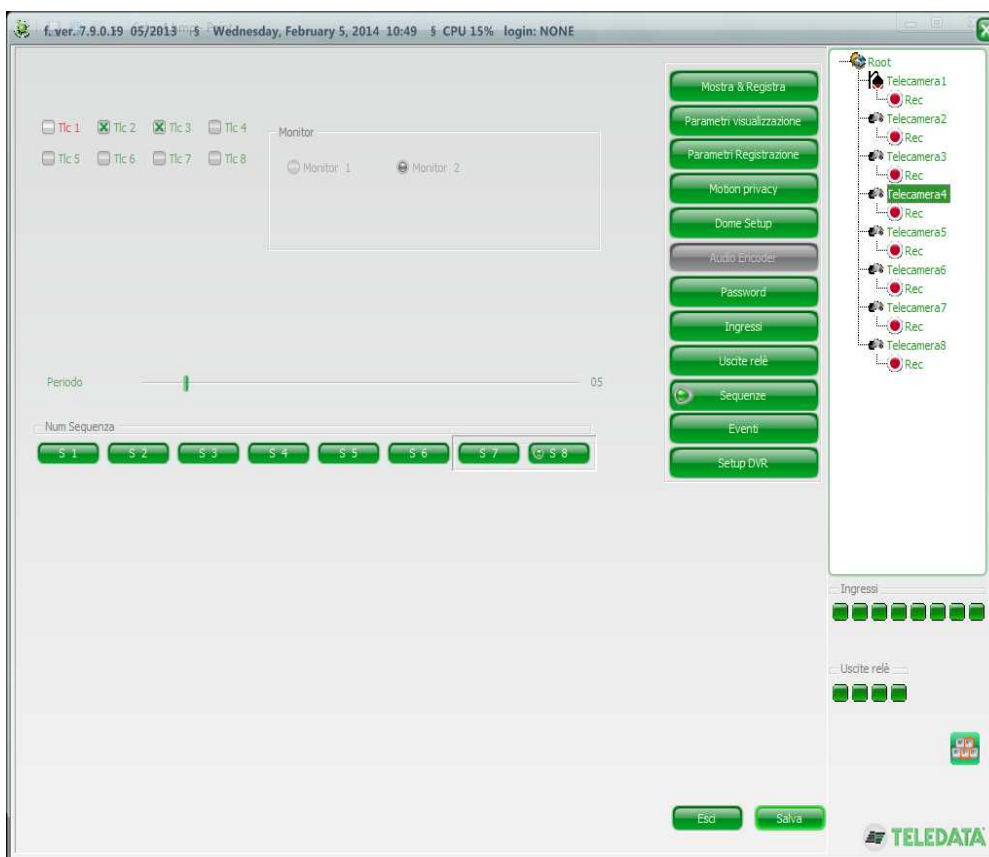 f. ver. 7.9.0.19 05/2013 § Wednesday, February 5, 2014 10:49 § CPU 15% login: NONE
Tlc 1 Tlc 2 Tlc 3 Tlc 4
Tlc 5 Tlc 6 Tlc 7 Tlc 8
Monitor
Monitor 1 Monitor 2
Periodo 05
Num Sequenza
S 1 S 2 S 3 S 4 S 5 S 6 S 7 S 8
Mostra & Registra
Parametri visualizzazione
Parametri Registrazione
Motion privacy
Dome Setup
Audio Encoder
Password
Ingressi
Uscite relè
Sequenze
Eventi
Setup DVR
Root
Telecamera1
Rec
Telecamera2
Rec
Telecamera3
Rec
Telecamera4
Rec
Telecamera5
Rec
Telecamera6
Rec
Telecamera7
Rec
Telecamera8
Rec
Ingressi
Uscite relè
Esci Salva
TELEDATA